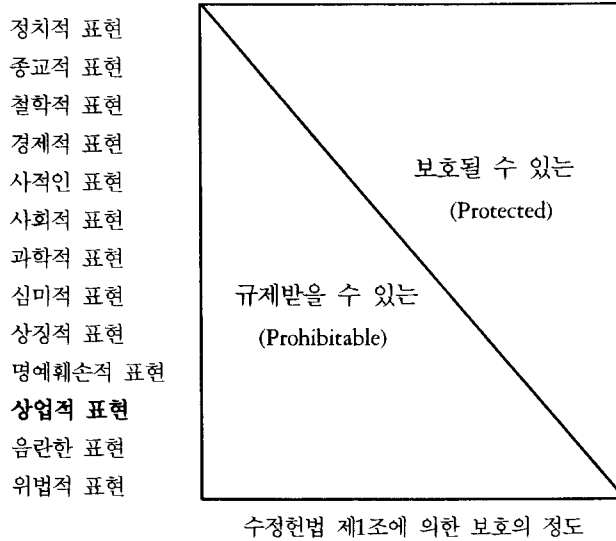 정치적 표현
종교적 표현
철학적 표현
경제적 표현
사적인 표현
사회적 표현
과학적 표현
심미적 표현
상징적 표현
명예훼손적 표현
상업적 표현
음란한 표현
위법적 표현
보호될 수 있는
(Protected)
규제받을 수 있는
(Prohibitable)
수정헌법 제1조에 의한 보호의 정도